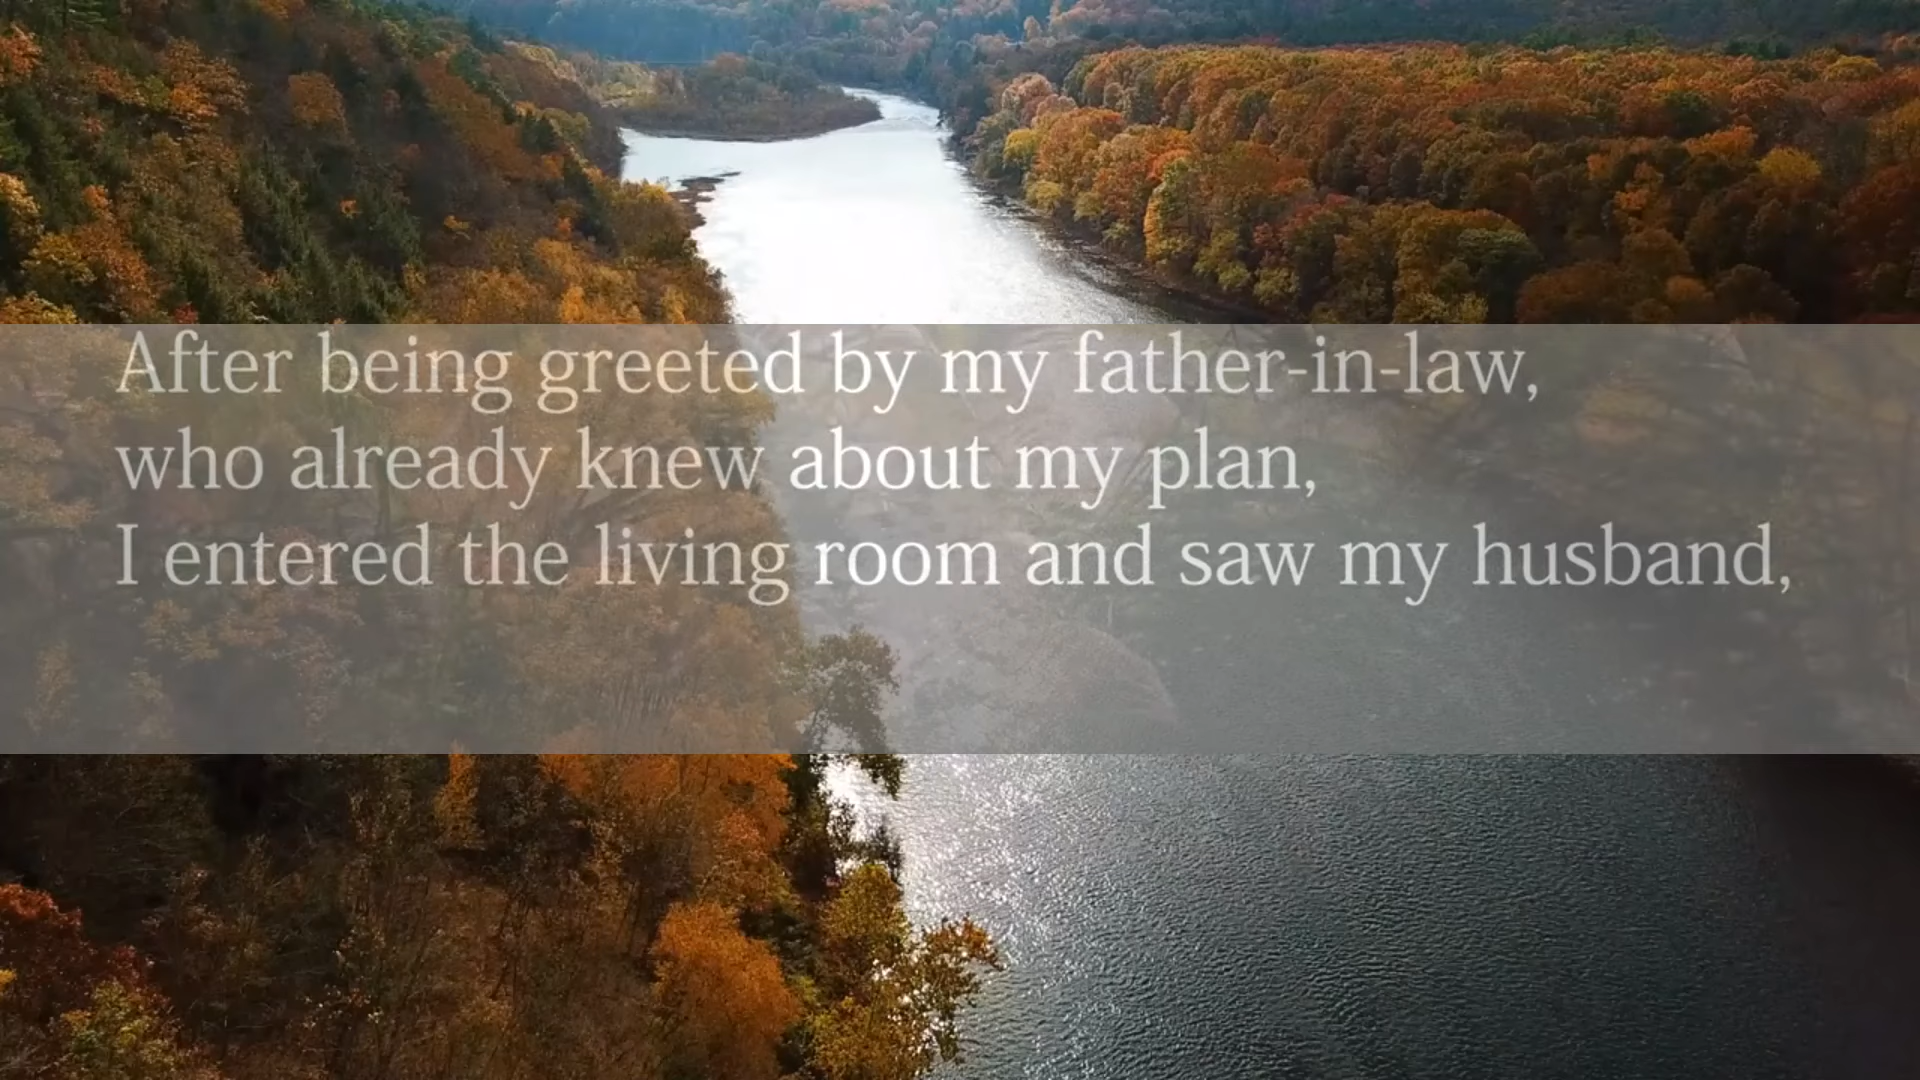 After being greeted by my father-in-law,
who already knew about my plan,
I entered the living room and saw my husband,